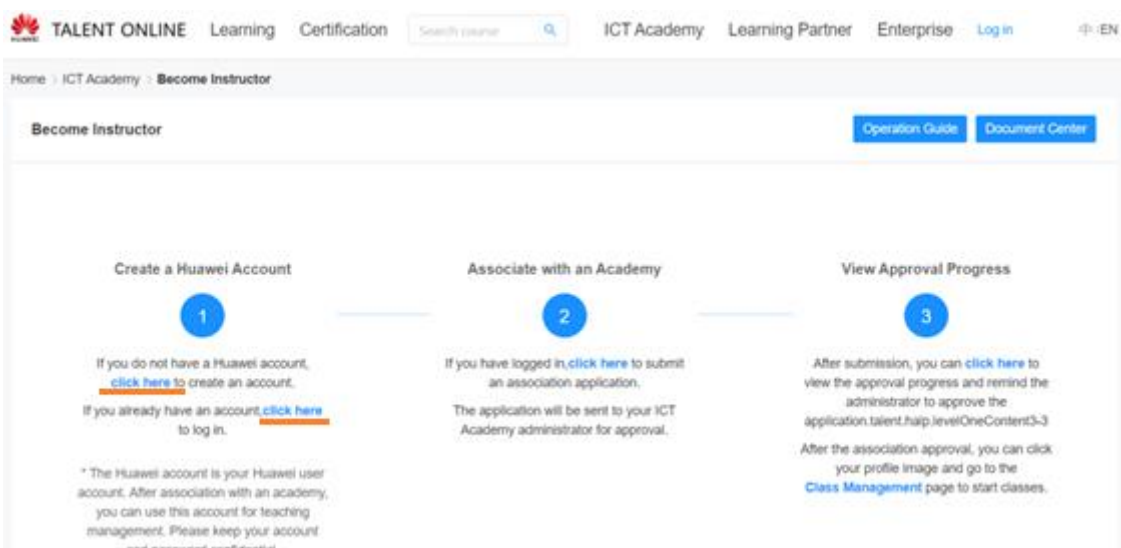 HUAWEI TALENT ONLINE Learning Certification Search course ICT Academy Learning Partner Enterprise Log in 中 EN
Home > ICT Academy > Become Instructor
Become Instructor Operation Guide Document Center
Create a Huawei Account
1
If you do not have a Huawei account,
click here to create an account.
If you already have an account,click here
to log in.
* The Huawei account is your Huawei user
account. After association with an academy,
you can use this account for teaching
management. Please keep your account
Associate with an Academy
2
If you have logged in,click here to submit
an association application.
The application will be sent to your ICT
Academy administrator for approval.
View Approval Progress
3
After submission, you can click here to
view the approval progress and remind the
administrator to approve the
application.talent.haip.levelOneContent3-3
After the association approval, you can click
your profile image and go to the
Class Management page to start classes.